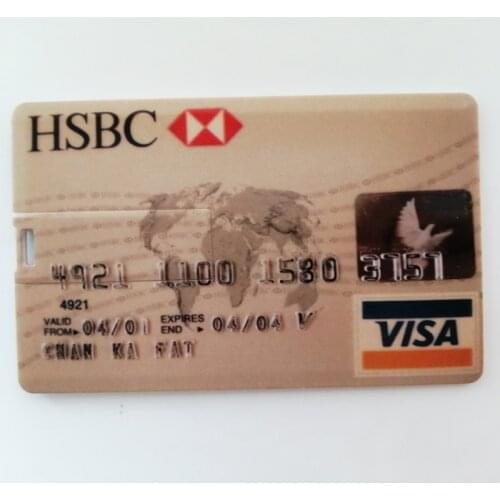 HSBC
4921 1100 1580 3757
4921
VALID FROM▶ 04/01 EXPIRES END ▶ 04/04 V
CHAN KA FAT
VISA